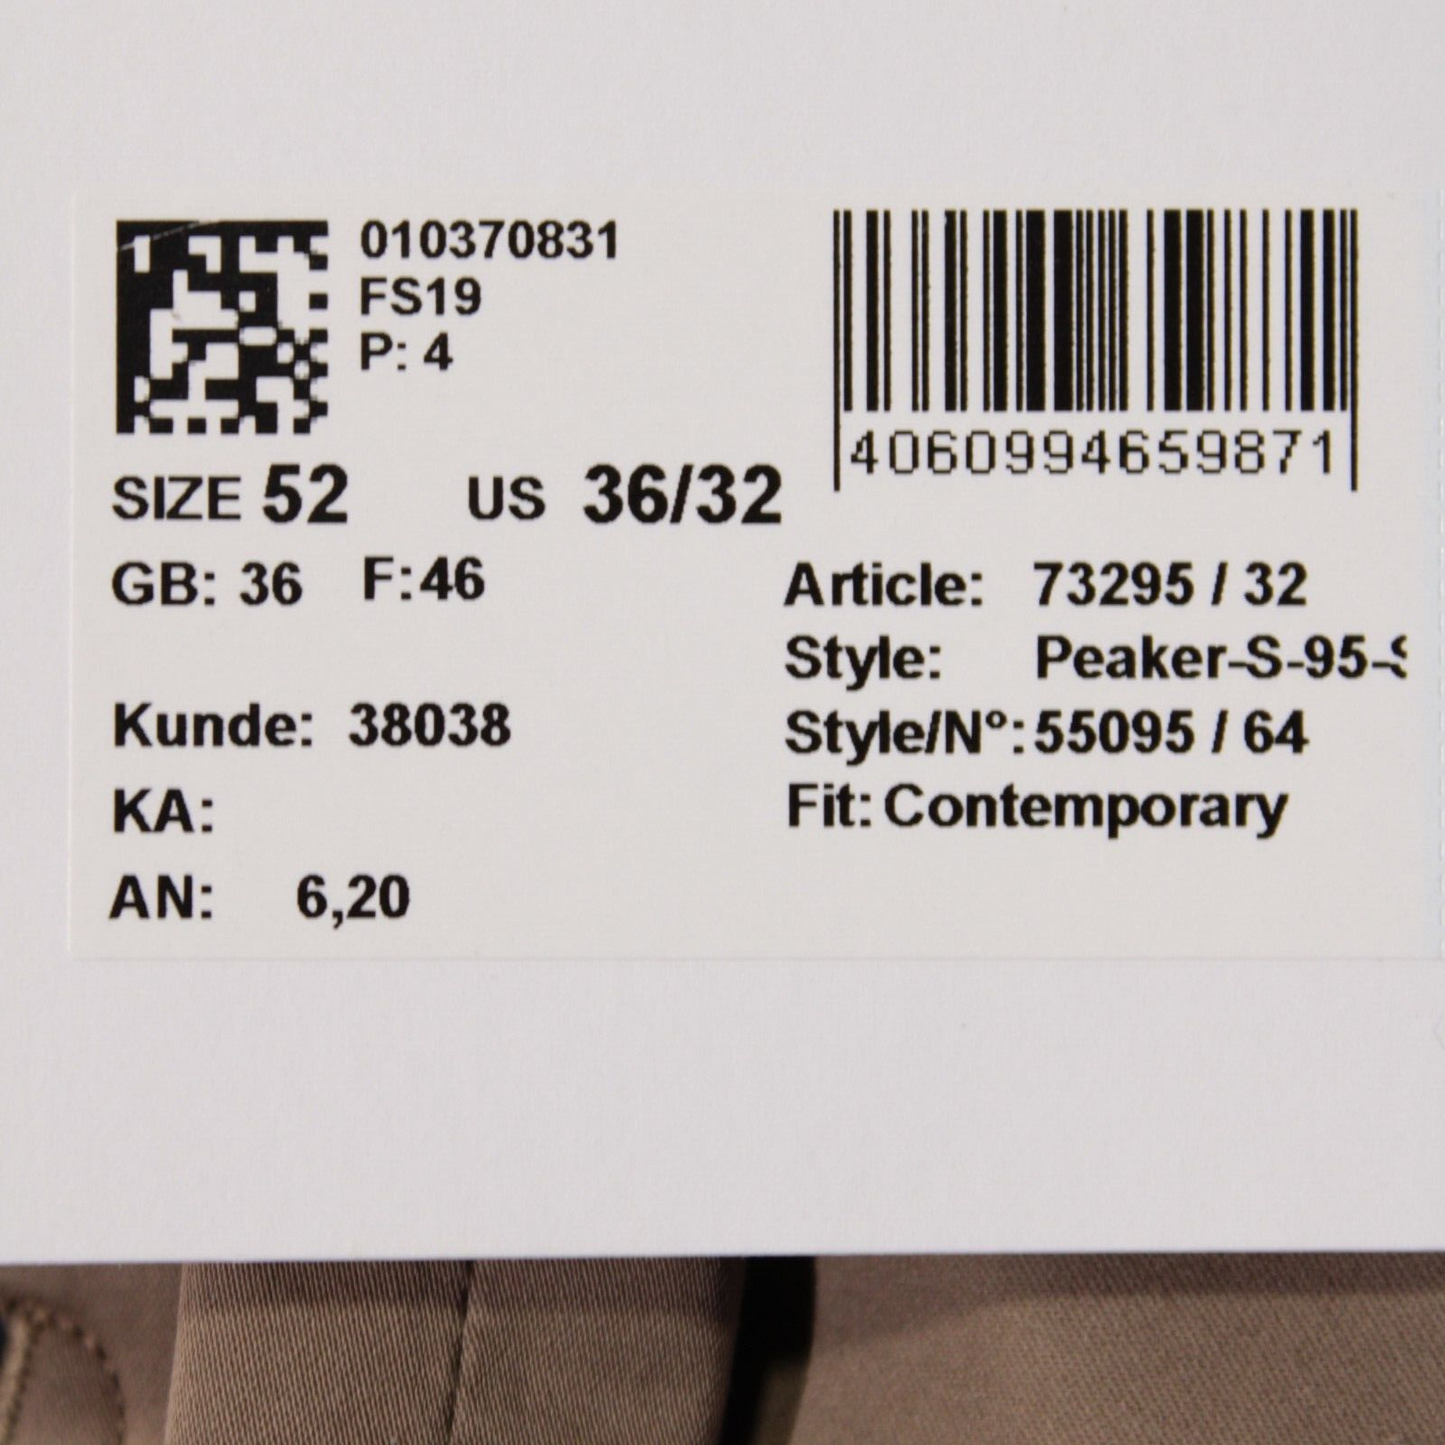 010370831
FS19
P: 4
4060994659871
SIZE 52 US 36/32
GB: 36 F:46
Kunde: 38038
KA:
AN: 6,20
Article: 73295 / 32
Style: Peaker-S-95-
Style/N°: 55095 / 64
Fit: Contemporary